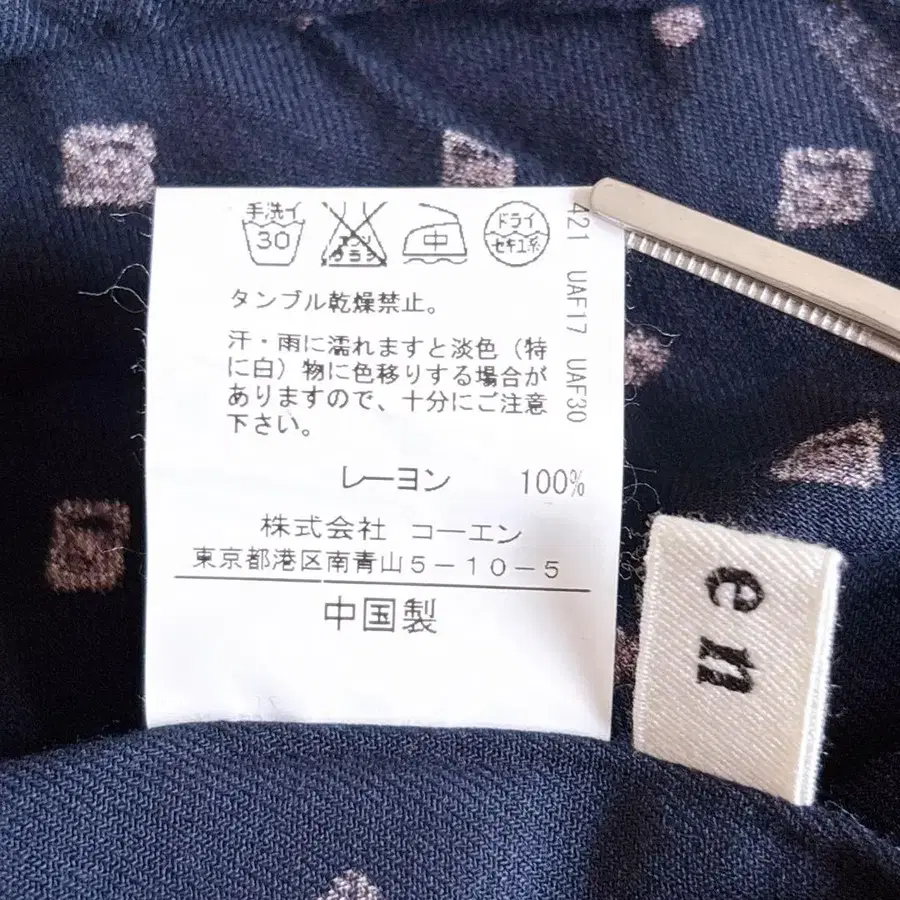 手洗イ
30
エンソ
サラシ
中
ドライ
セキユ系
421 UAF17 UAF30
タンブル乾燥禁止。
汗・雨に濡れますと淡色（特
に白）物に色移りする場合が
ありますので、十分にご注意
下さい。
レーヨン 100%
株式会社 コーエン
東京都港区南青山5－10－5
中国製
en